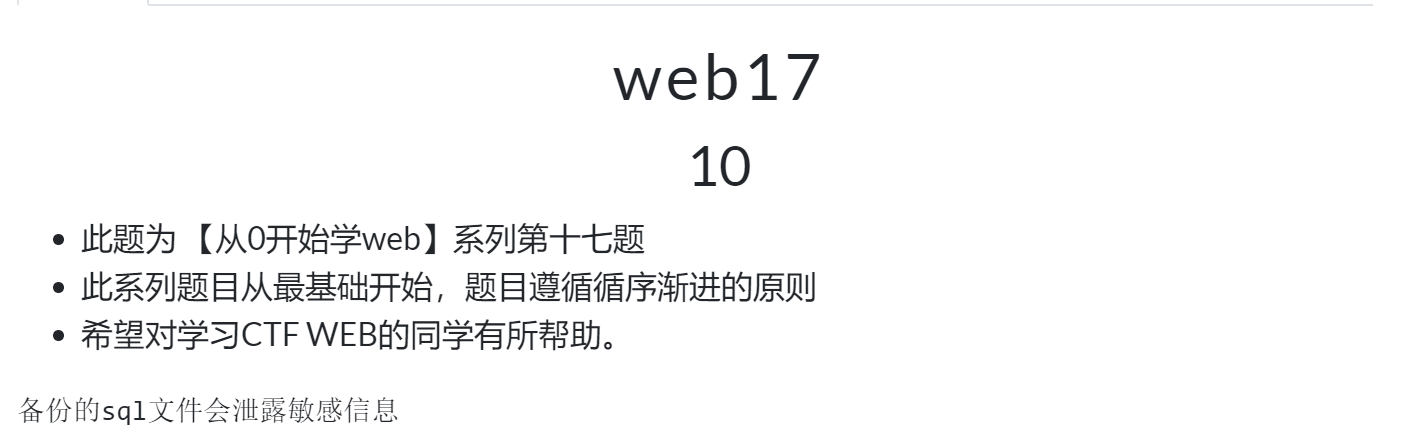 web17
10
此题为 【从0开始学web】系列第十七题
此系列题目从最基础开始，题目遵循循序渐进的原则
希望对学习CTF WEB的同学有所帮助。
备份的sql文件会泄露敏感信息